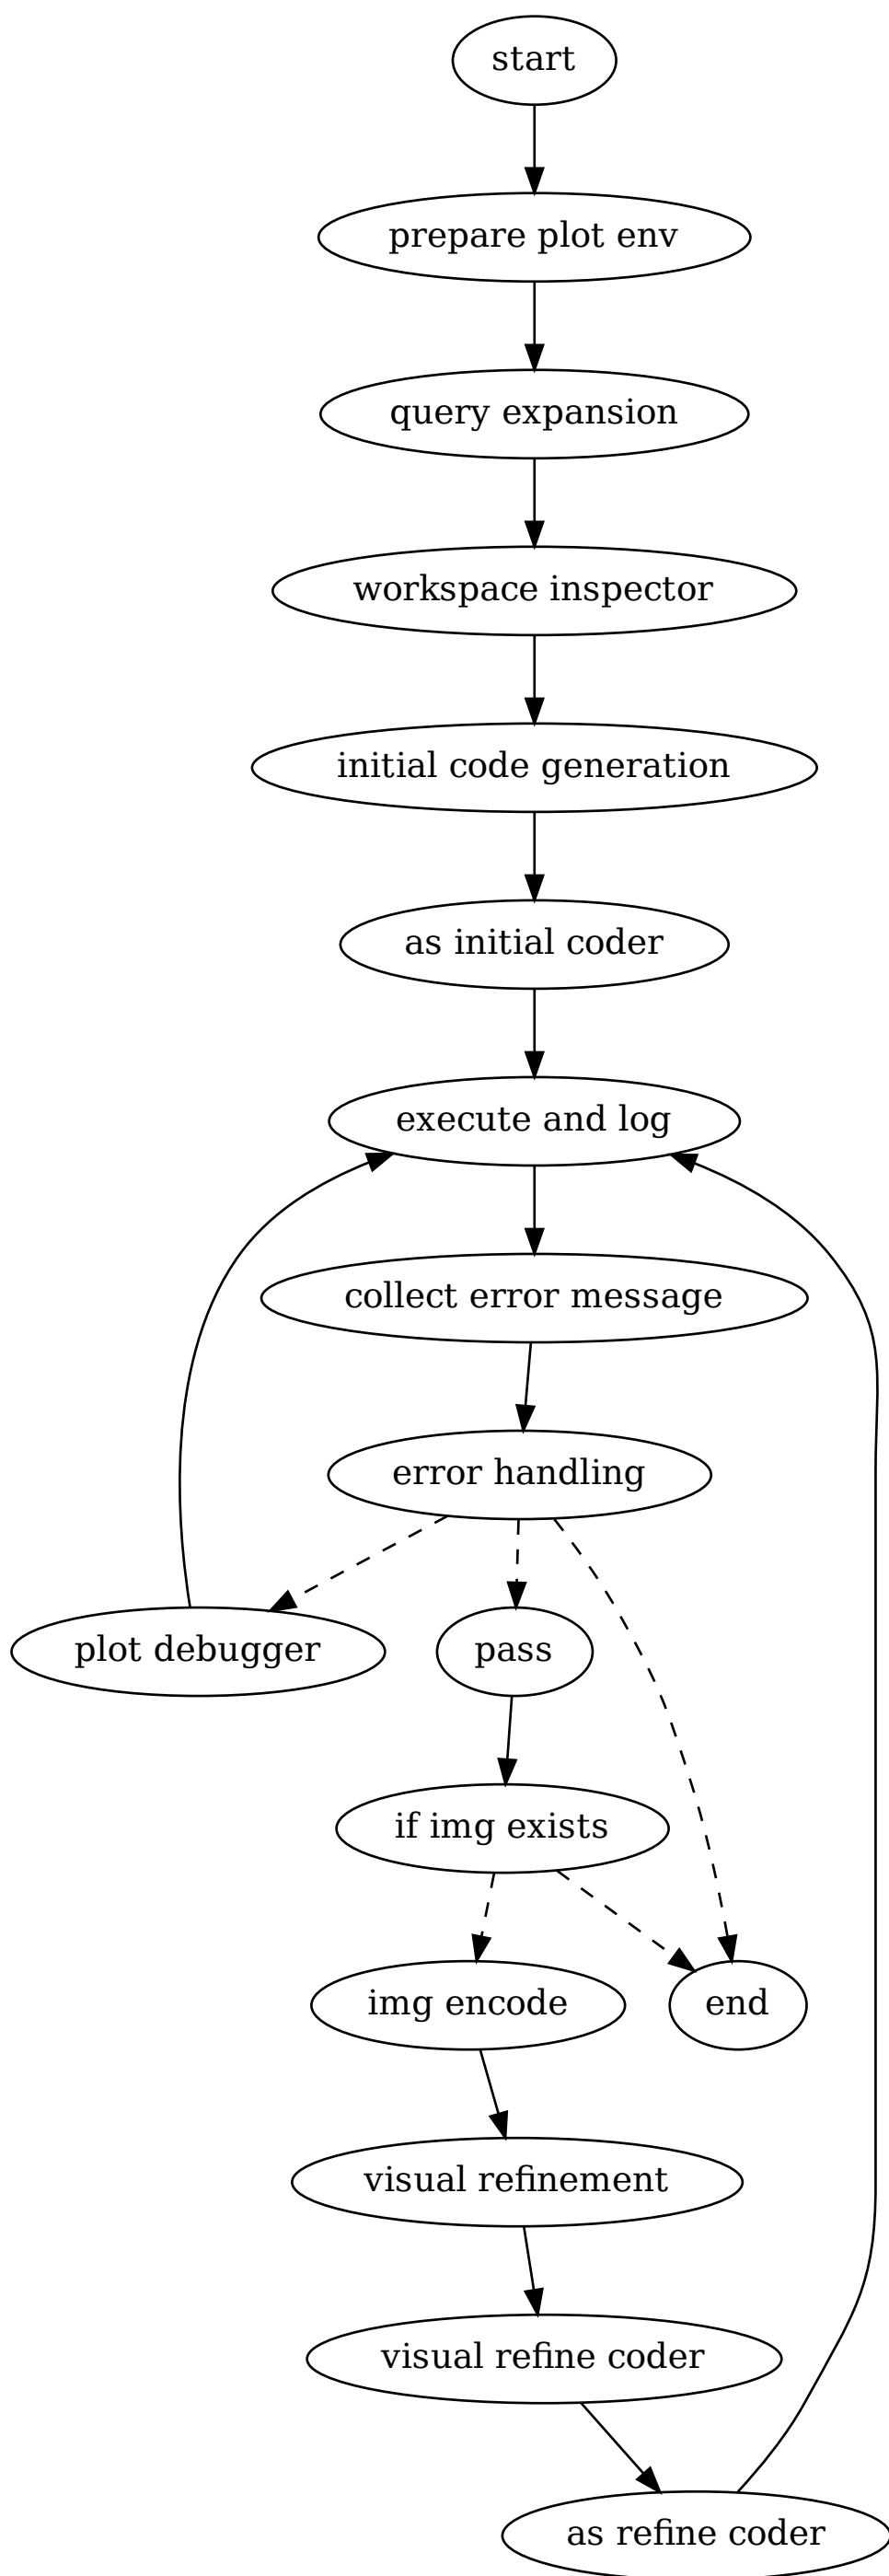 start
prepare plot env
query expansion
workspace inspector
initial code generation
as initial coder
execute and log
collect error message
error handling
plot debugger
pass
if img exists
img encode
end
visual refinement
visual refine coder
as refine coder